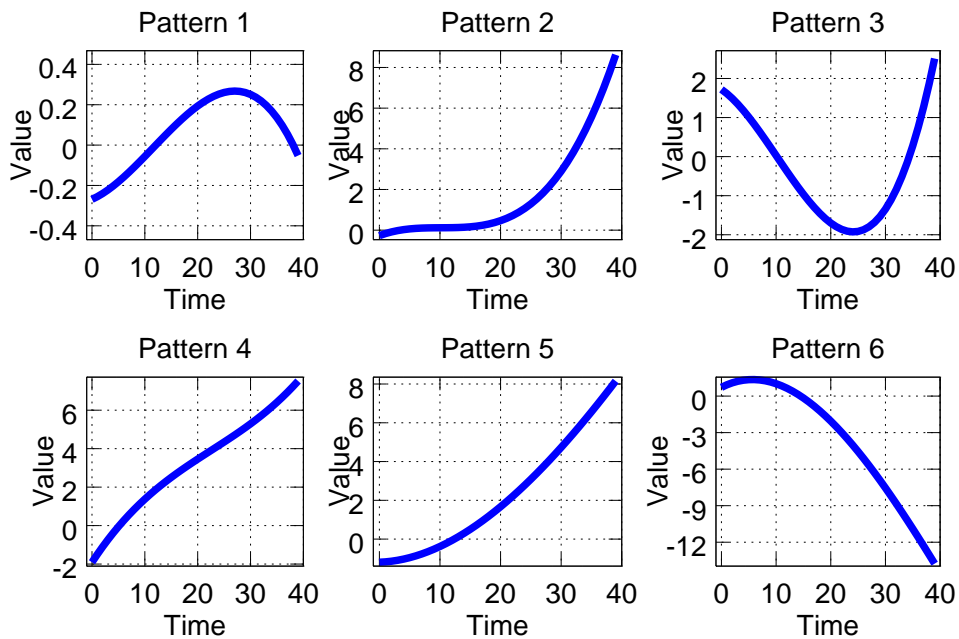 Pattern 1
0.4
0.2
0
-0.2
-0.4
Value
0 10 20 30 40
Time
Pattern 2
8
6
4
2
0
Value
0 10 20 30 40
Time
Pattern 3
2
1
0
-1
-2
Value
0 10 20 30 40
Time
Pattern 4
6
4
2
0
-2
Value
0 10 20 30 40
Time
Pattern 5
8
6
4
2
0
Value
0 10 20 30 40
Time
Pattern 6
0
-3
-6
-9
-12
Value
0 10 20 30 40
Time